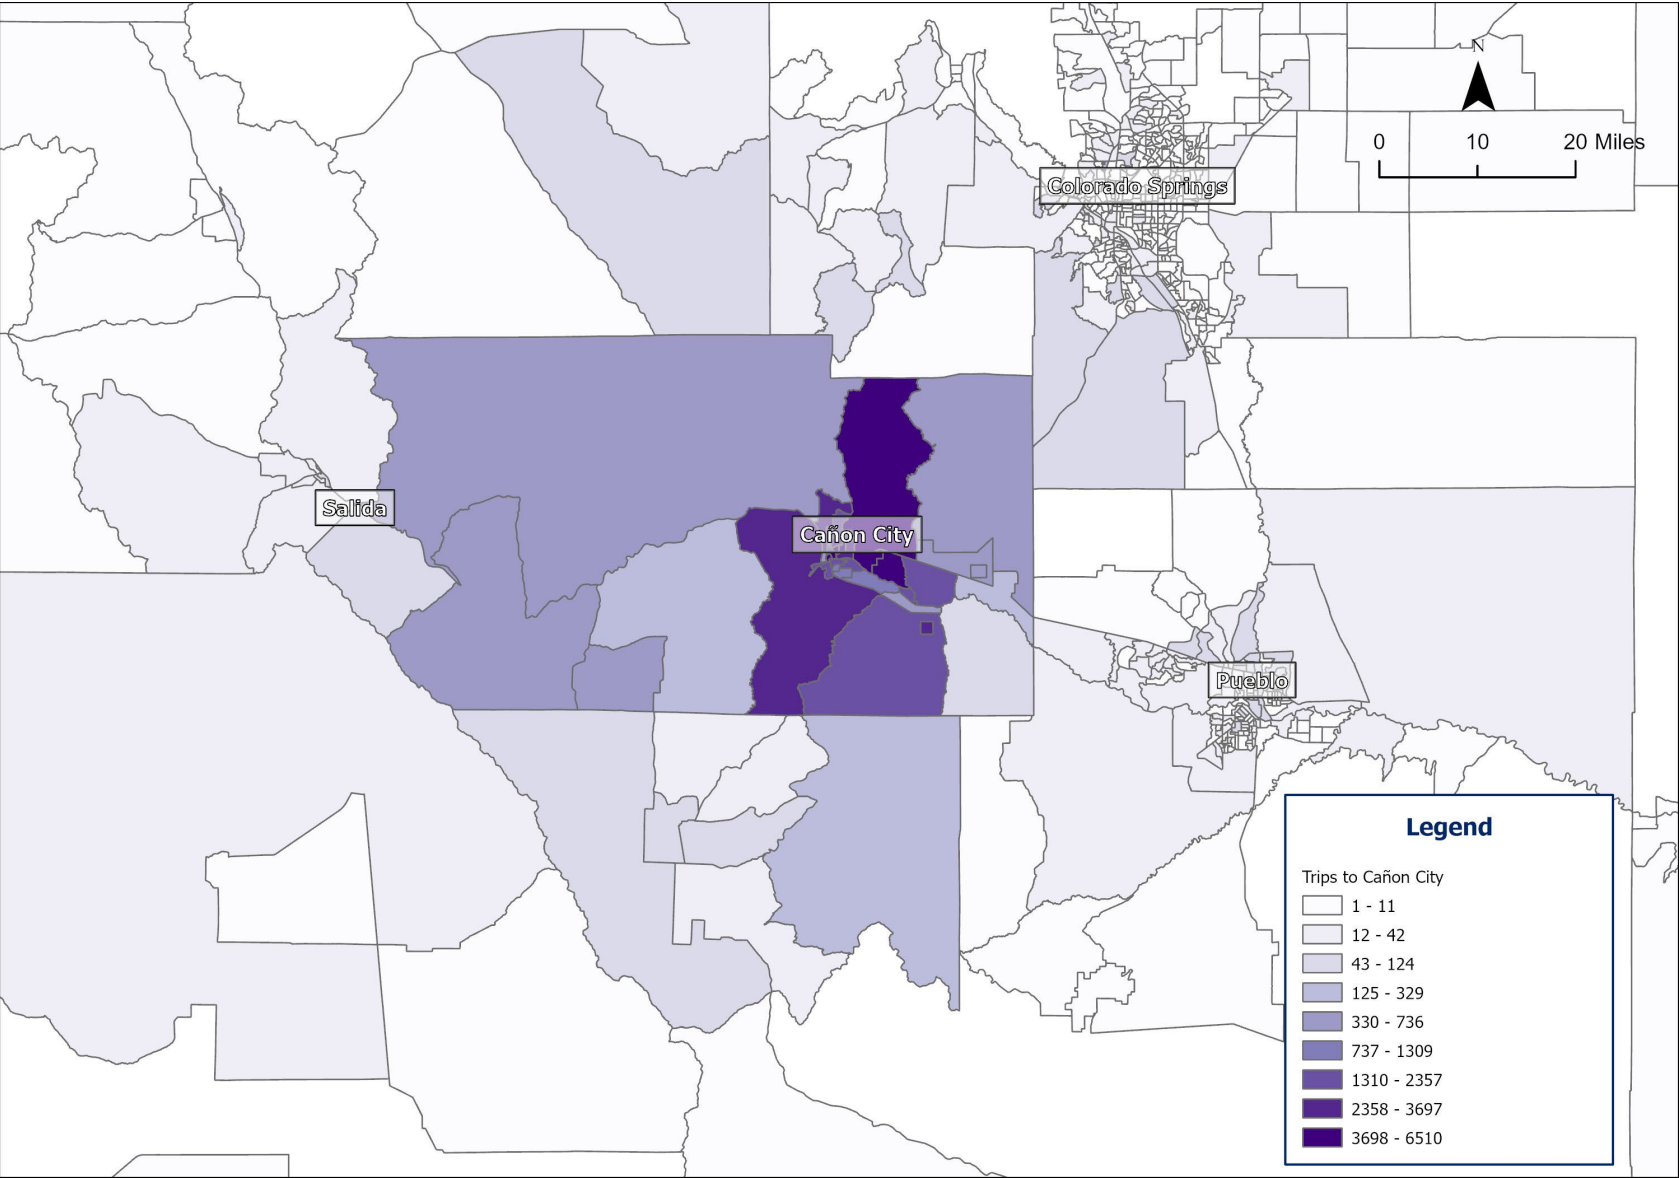 N
0 10 20 Miles
Colorado Springs
Salida
Cañon City
Pueblo
Legend
Trips to Cañon City
1 - 11
12 - 42
43 - 124
125 - 329
330 - 736
737 - 1309
1310 - 2357
2358 - 3697
3698 - 6510